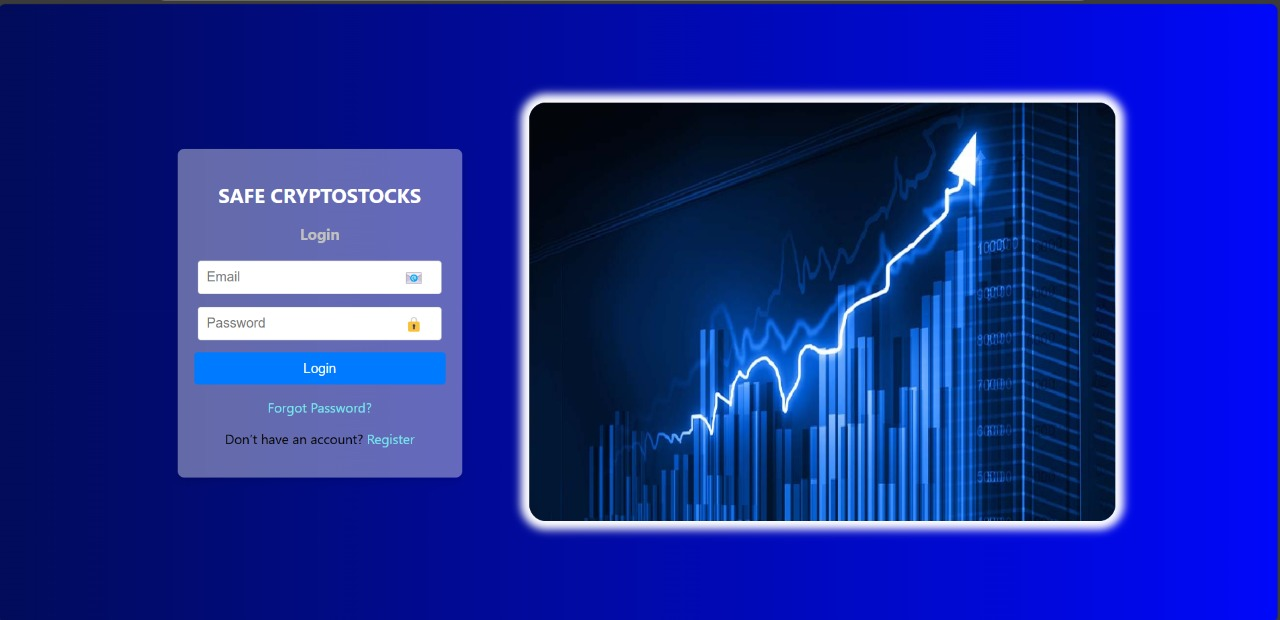 SAFE CRYPTOSTOCKS
Login
Email
Password
Login
Forgot Password?
Don't have an account? Register